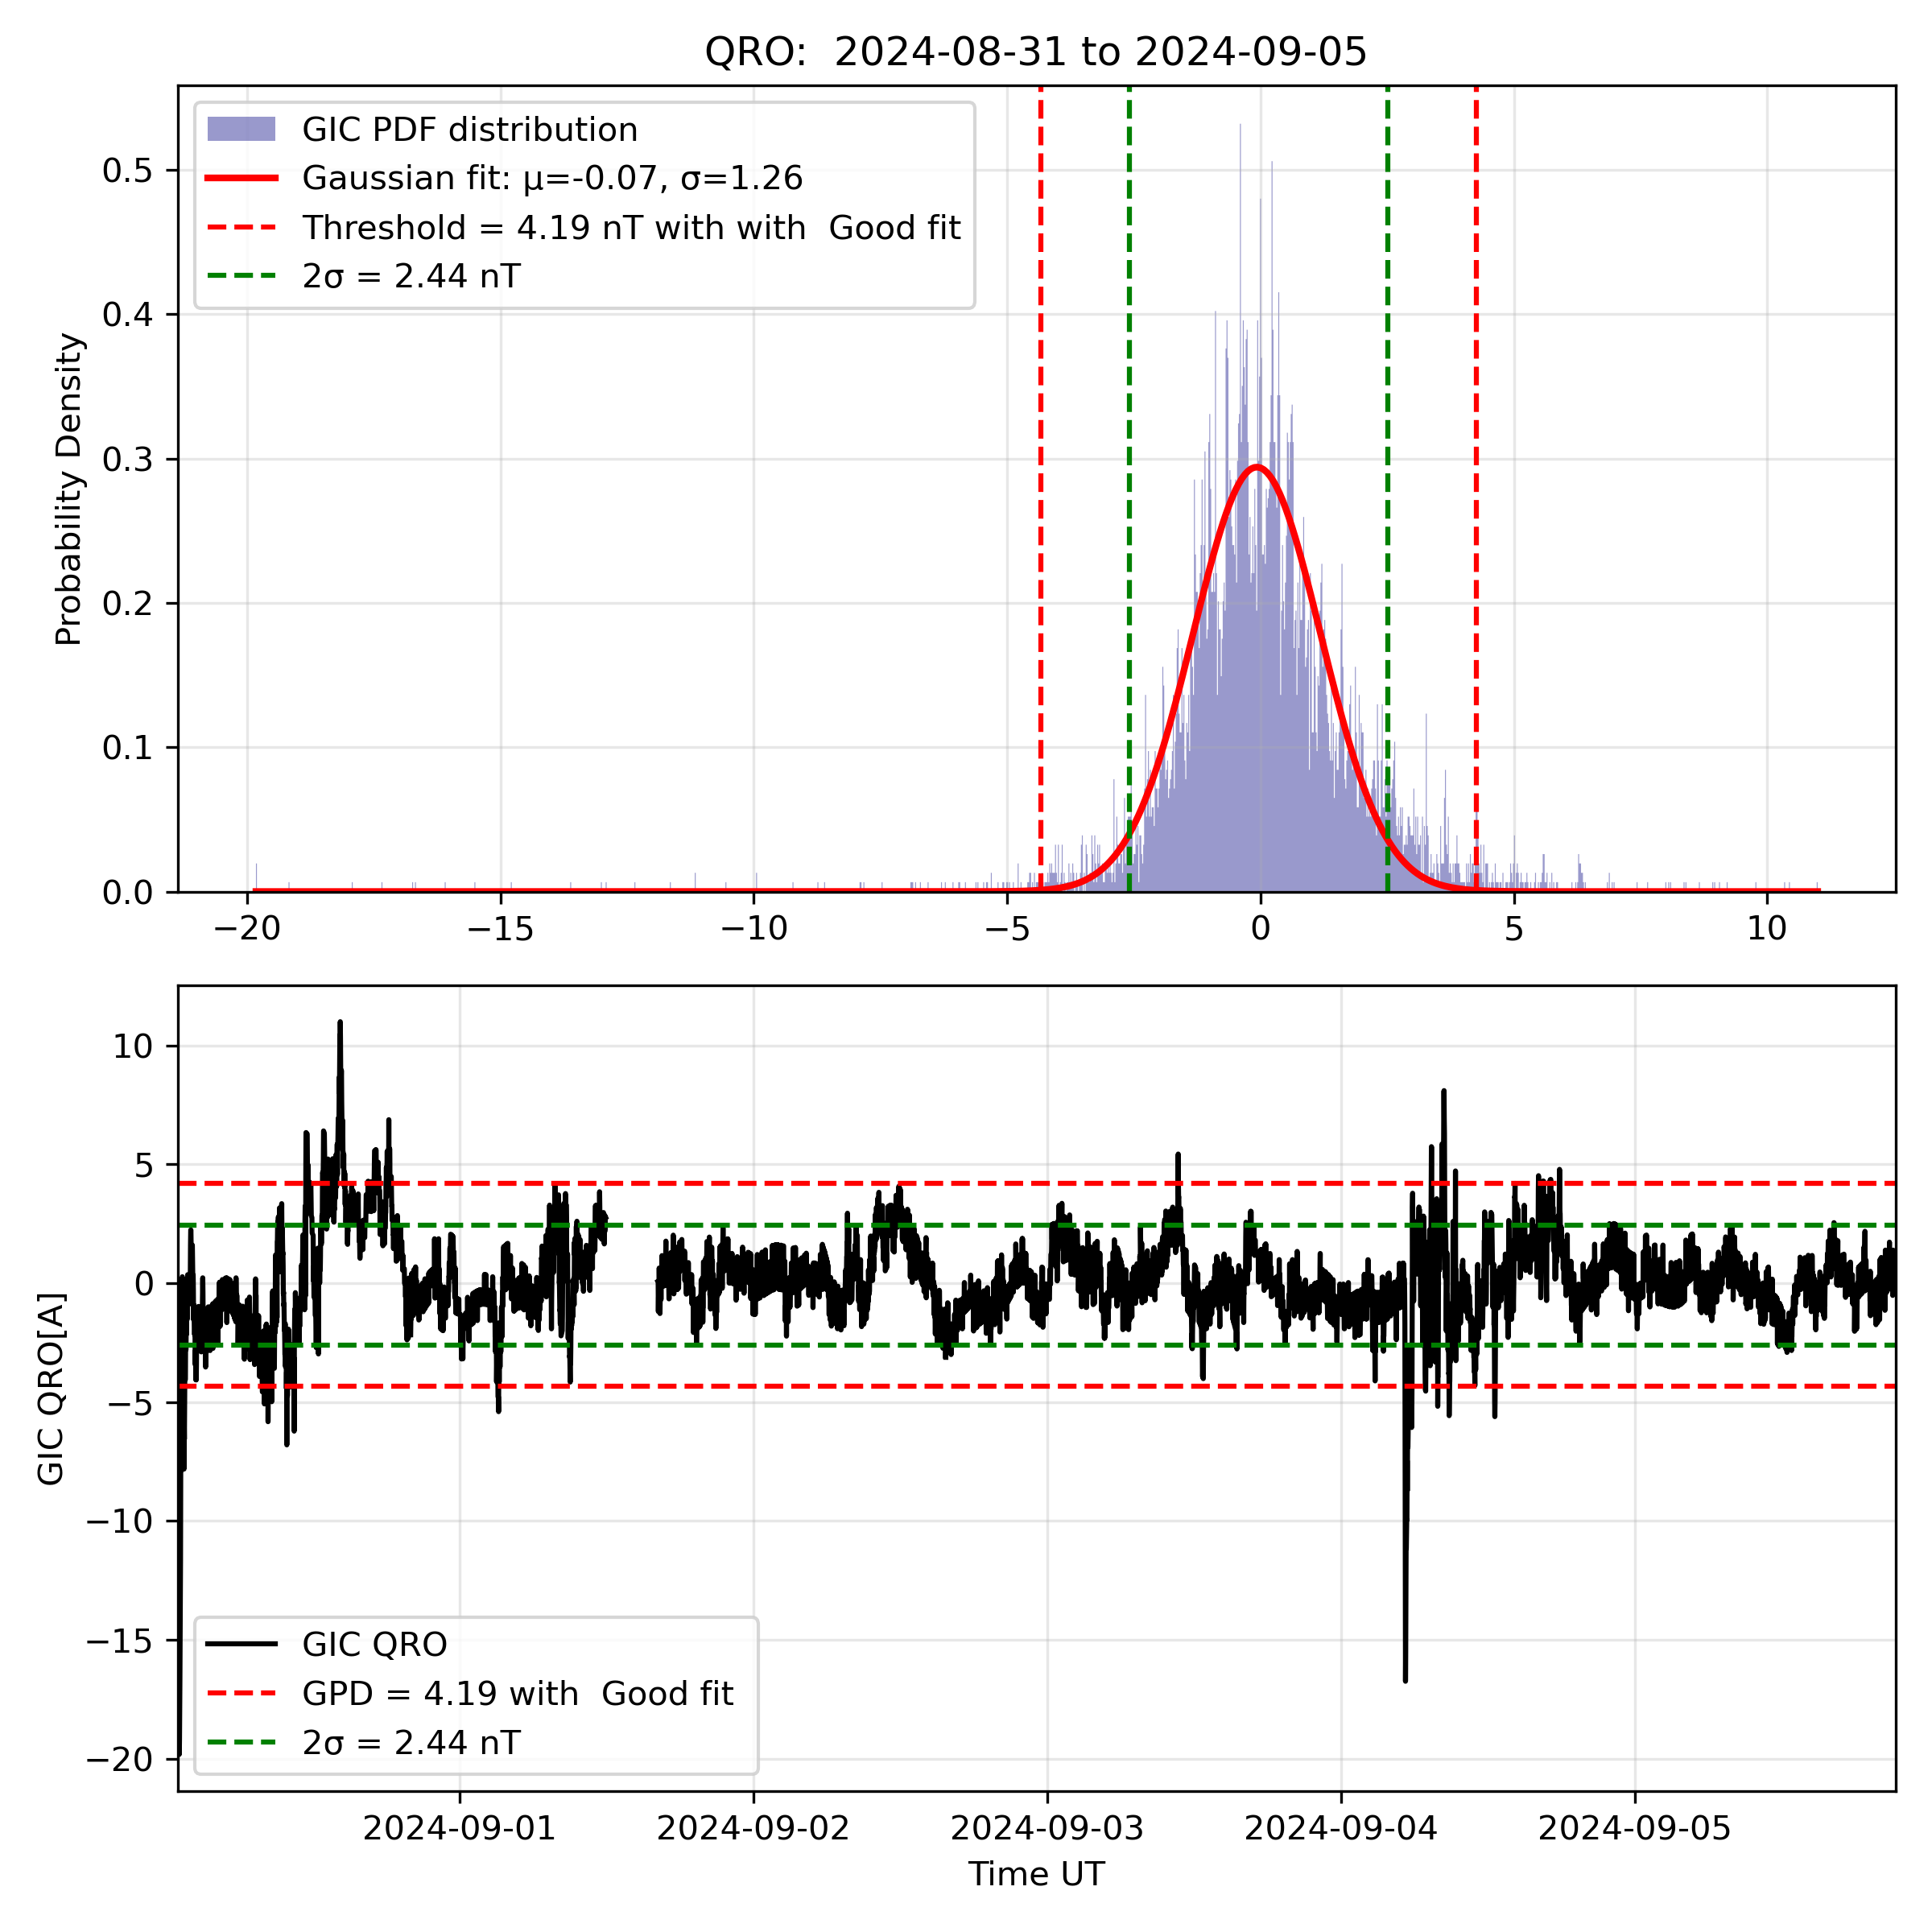 QRO:  2024-08-31 to 2024-09-05
GIC PDF distribution
Gaussian fit: μ=-0.07, σ=1.26
Threshold = 4.19 nT with with  Good fit
2σ = 2.44 nT
Probability Density
0.5
0.4
0.3
0.2
0.1
0.0
−20
−15
−10
−5
0
5
10
GIC QRO[A]
10
5
0
−5
−10
−15
−20
GIC QRO
GPD = 4.19 with  Good fit
2σ = 2.44 nT
2024-09-01
2024-09-02
2024-09-03
2024-09-04
2024-09-05
Time UT